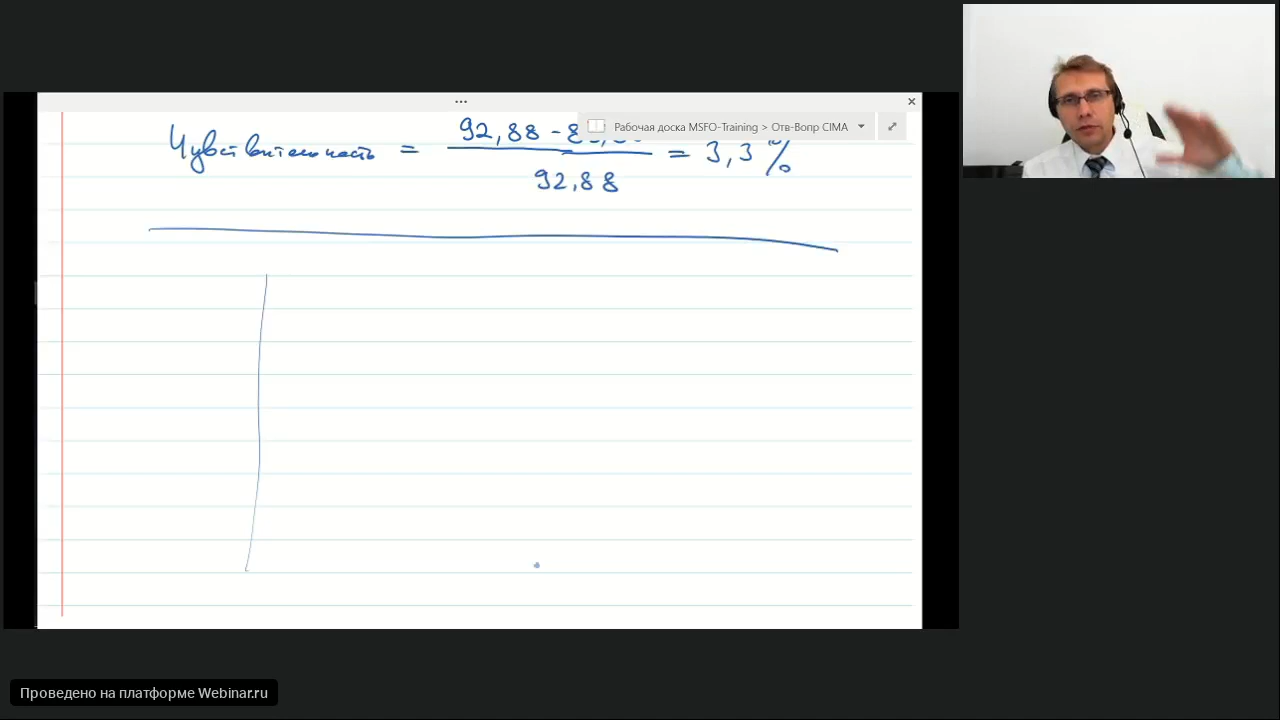 92,88 - 8
Рабочая доска MSFO-Training > Отв-Вопр CIMA
Чувствительность = = 3,3 %
92,88
Проведено на платформе Webinar.ru